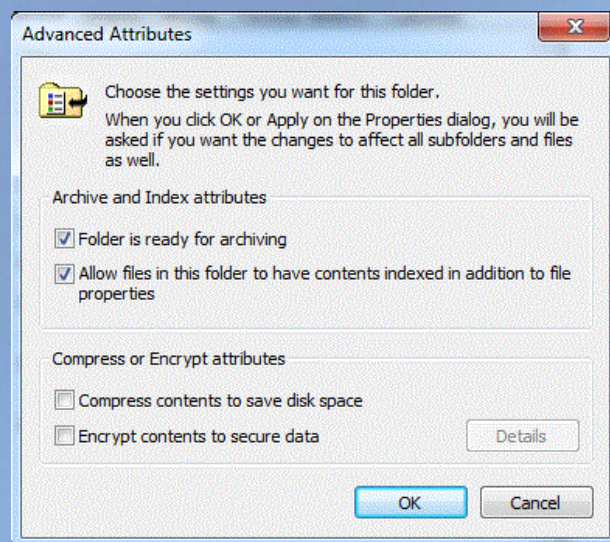 Advanced Attributes
Choose the settings you want for this folder.
When you click OK or Apply on the Properties dialog, you will be
asked if you want the changes to affect all subfolders and files
as well.
Archive and Index attributes
Folder is ready for archiving
Allow files in this folder to have contents indexed in addition to file
properties
Compress or Encrypt attributes
Compress contents to save disk space
Encrypt contents to secure data
Details
OK
Cancel